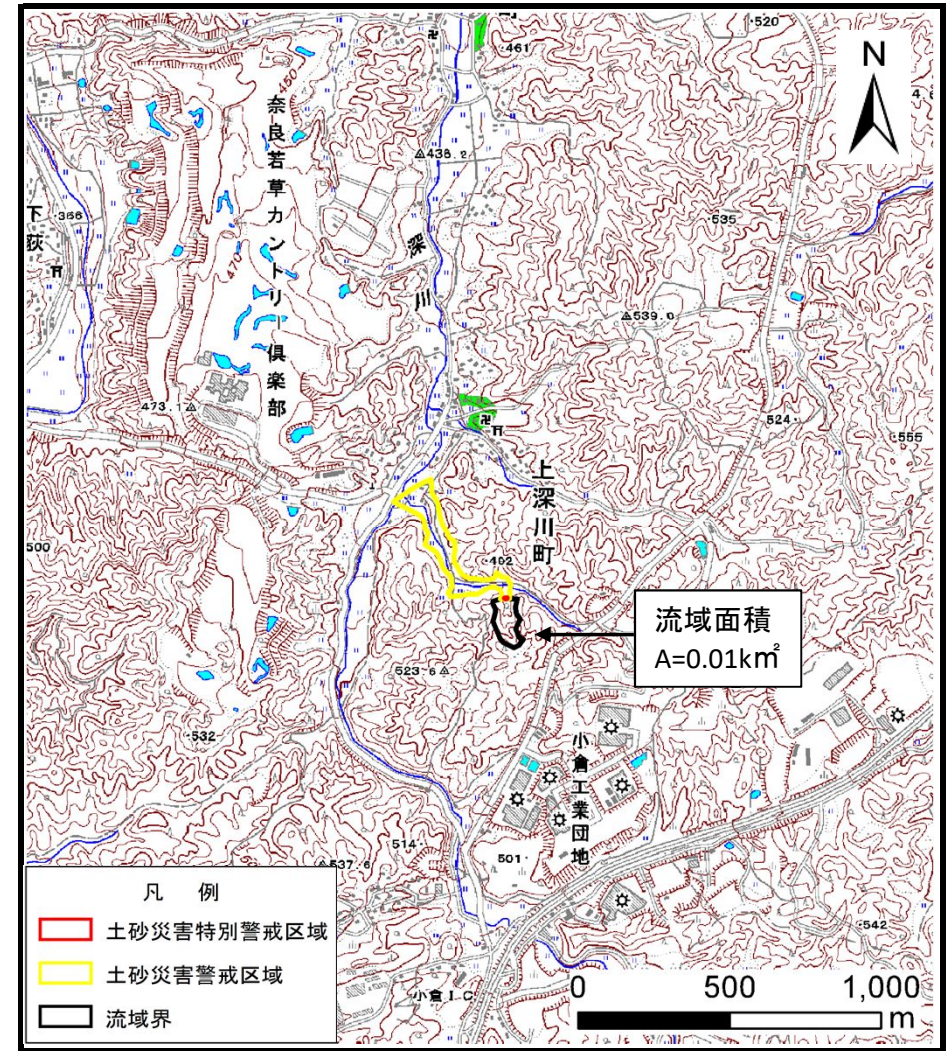 ・520
・461
N
450
奈良若草カントリー倶楽部
△436.2
下荻
・366
・535
470
深川
△539.0
473.1△
524・
・555
上深川町
500
・402
流域面積
A=0.01k㎡
523.6△
・532
小倉工業団地
514・
△537.6
501・
・542
小倉I.C
凡 例
土砂災害特別警戒区域
土砂災害警戒区域
流域界
0 500 1,000
m